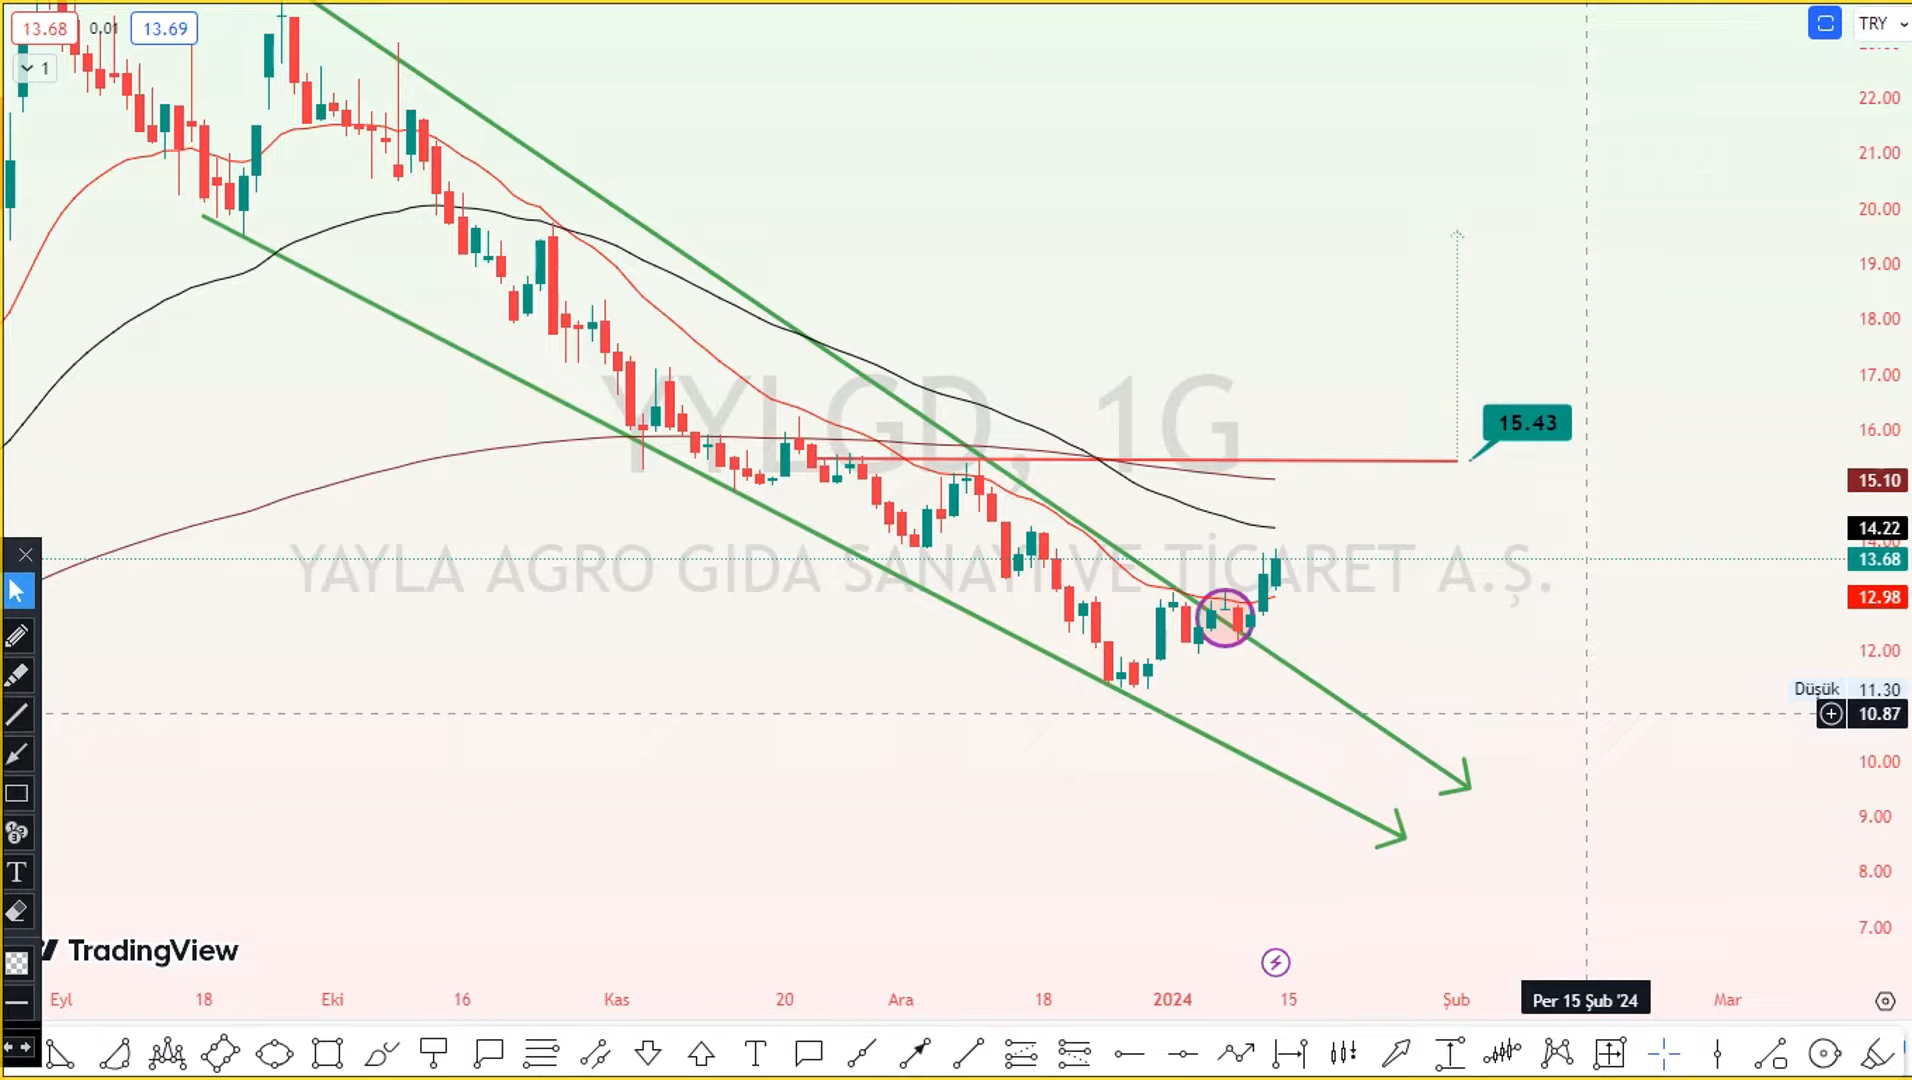 13.68 0.01 13.69
1
TRY
22.00
21.00
20.00
19.00
18.00
17.00
16.00
15.43
15.10
14.22
13.68
12.98
12.00
Düşük 11.30
10.87
10.00
9.00
8.00
7.00
YYLGD, 1G
YAYLA AGRO GIDA SANAYİ VE TİCARET A.Ş.
TradingView
Eyl 18 Eki 16 Kas 20 Ara 18 2024 15 Şub Per 15 Şub '24 Mar